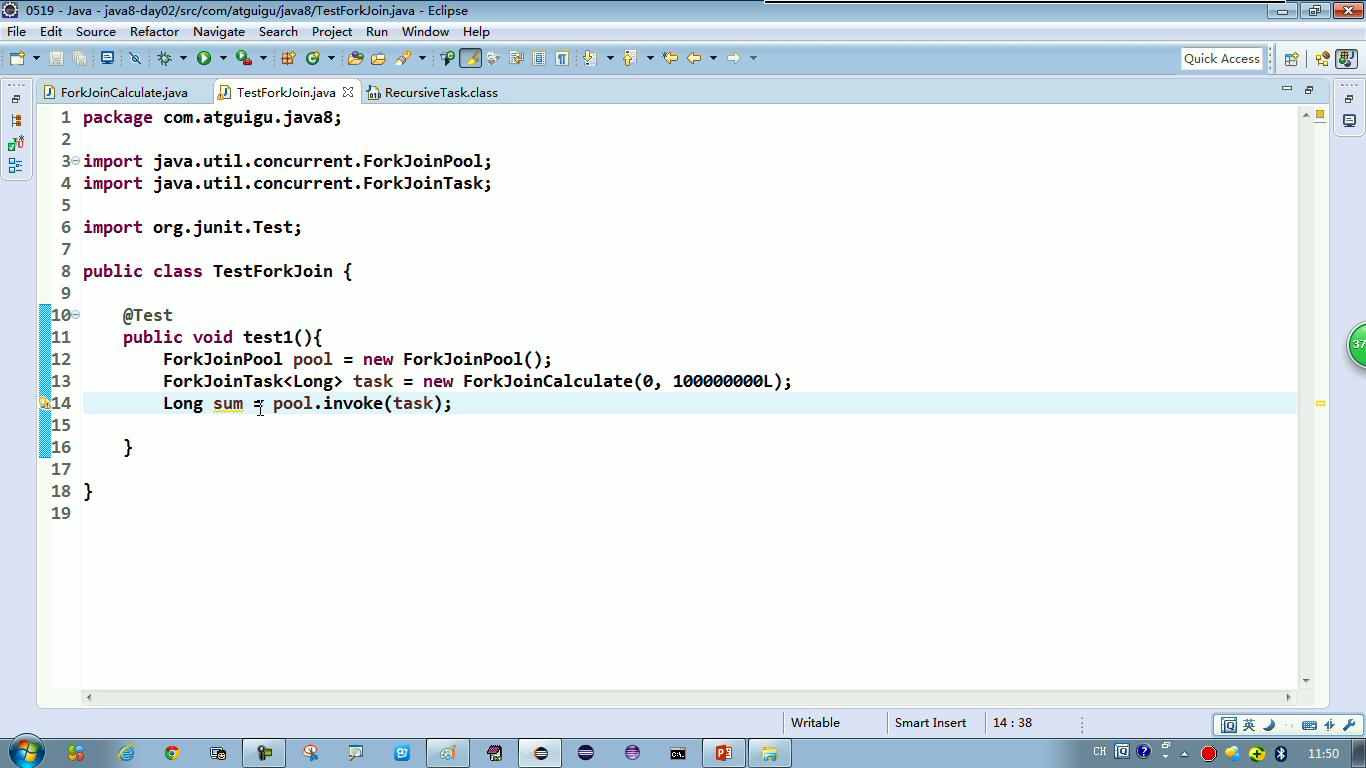 0519 - Java - java8-day02/src/com/atguigu/java8/TestForkJoin.java - Eclipse
File Edit Source Refactor Navigate Search Project Run Window Help
Quick Access
ForkJoinCalculate.java TestForkJoin.java RecursiveTask.class
1 package com.atguigu.java8;
2
3 import java.util.concurrent.ForkJoinPool;
4 import java.util.concurrent.ForkJoinTask;
5
6 import org.junit.Test;
7
8 public class TestForkJoin {
9
10 @Test
11 public void test1(){
12 ForkJoinPool pool = new ForkJoinPool();
13 ForkJoinTask<Long> task = new ForkJoinCalculate(0, 100000000L);
14 Long sum = pool.invoke(task);
15
16 }
17
18 }
19
37
Writable Smart Insert 14 : 38
英
CH 11:50